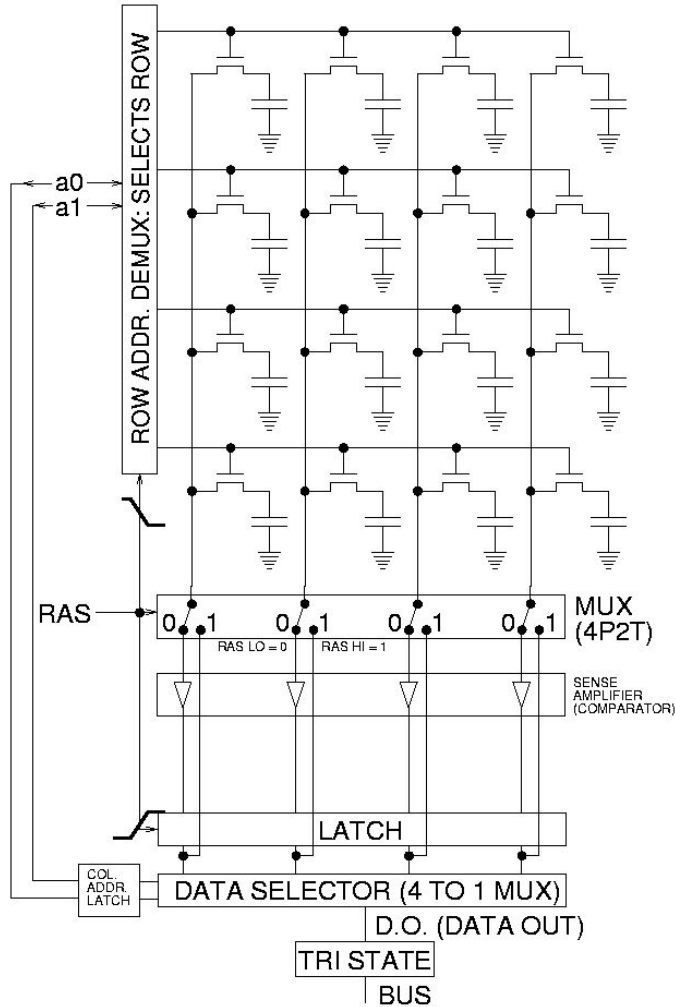 ROW ADDR. DEMUX: SELECTS ROW
a0
a1
RAS
0 1 0 1 0 1 0 1
RAS LO = 0 RAS HI = 1
MUX
(4P2T)
SENSE
AMPLIFIER
(COMPARATOR)
LATCH
COL.
ADDR.
LATCH
DATA SELECTOR (4 TO 1 MUX)
D.O. (DATA OUT)
TRI STATE
BUS